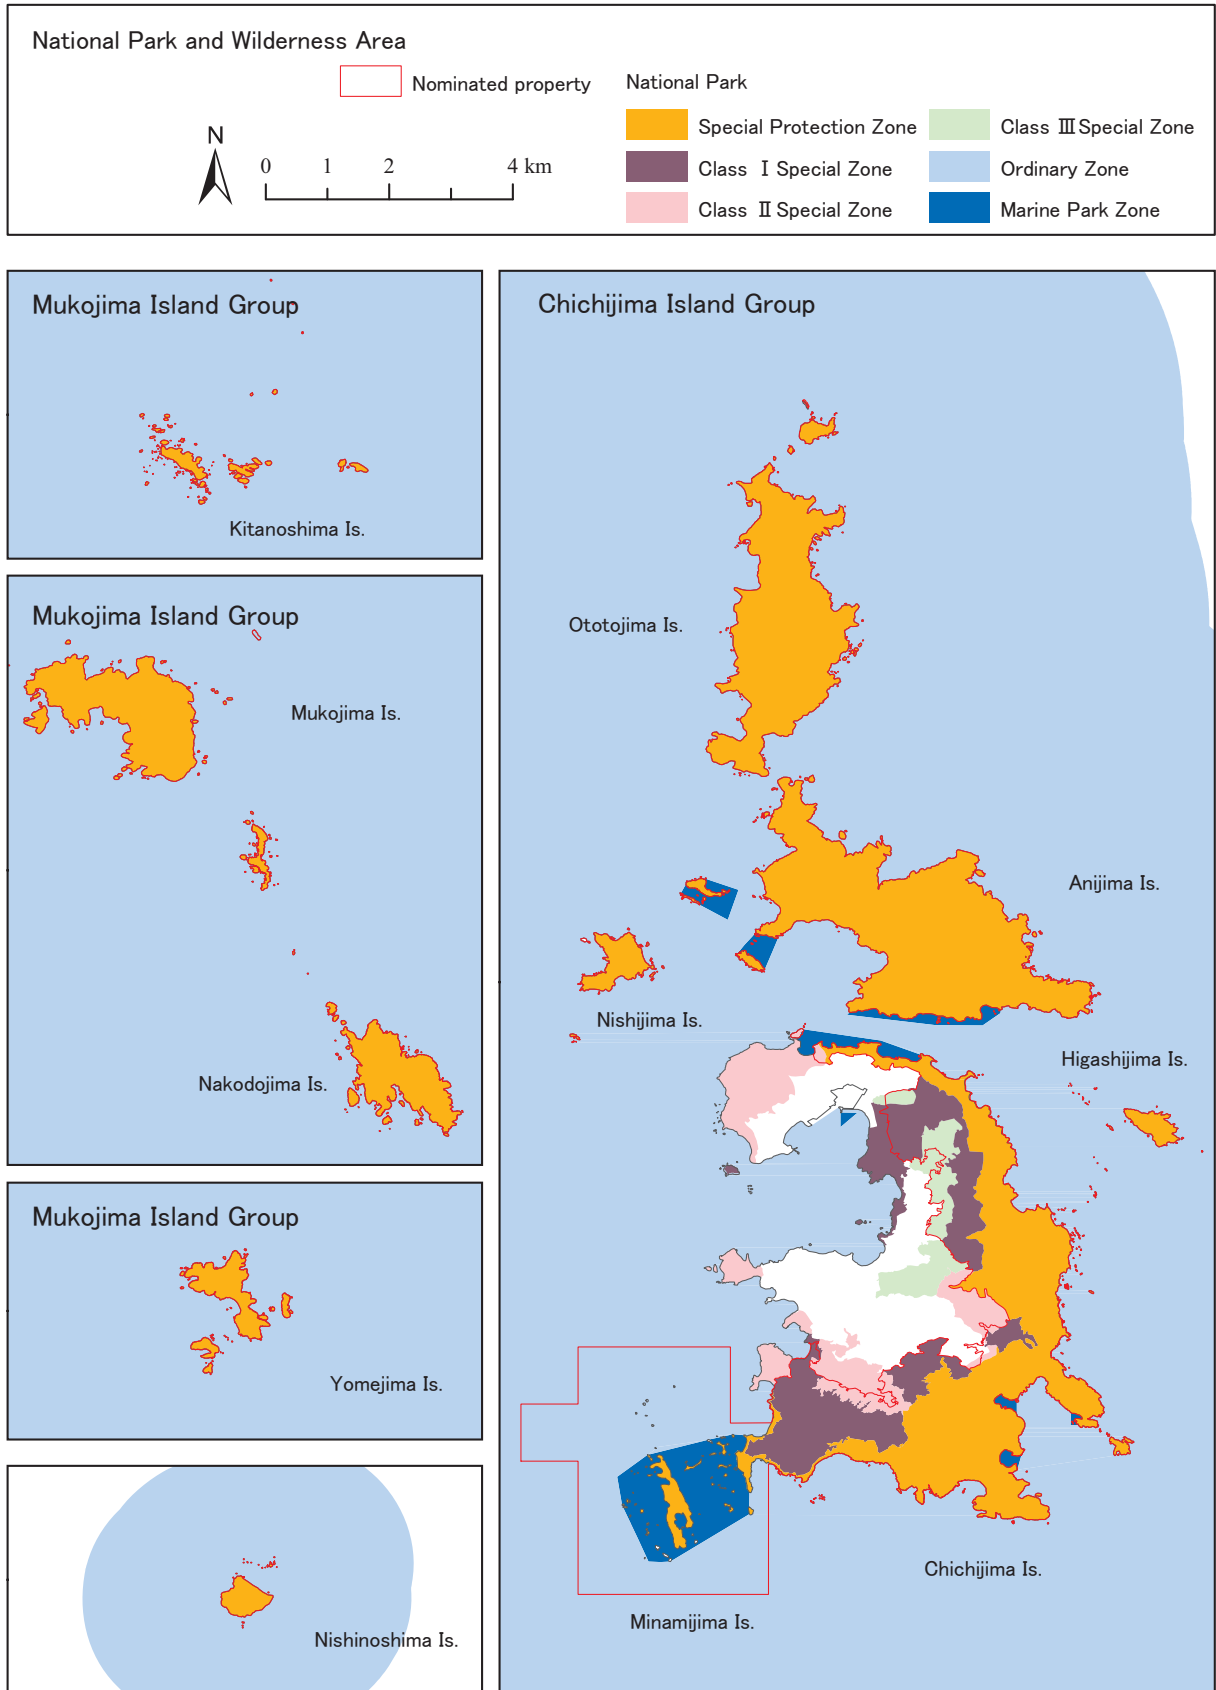 National Park and Wilderness Area
Nominated property
National Park
Special Protection Zone
Class Ⅰ Special Zone
Class Ⅱ Special Zone
Class Ⅲ Special Zone
Ordinary Zone
Marine Park Zone
N
0 1 2 4 km
Mukojima Island Group
Kitanoshima Is.
Mukojima Island Group
Mukojima Is.
Nakodojima Is.
Mukojima Island Group
Yomejima Is.
Nishinoshima Is.
Chichijima Island Group
Ototojima Is.
Anijima Is.
Nishijima Is.
Higashijima Is.
Chichijima Is.
Minamijima Is.